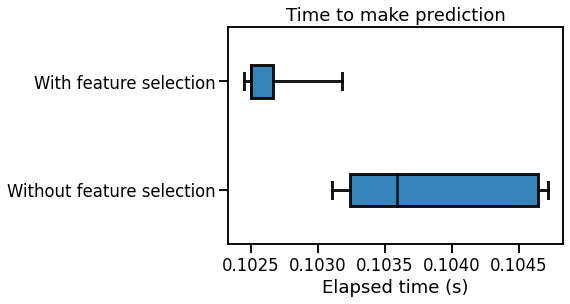 Time to make prediction
With feature selection
Without feature selection
0.1025 0.1030 0.1035 0.1040 0.1045
Elapsed time (s)